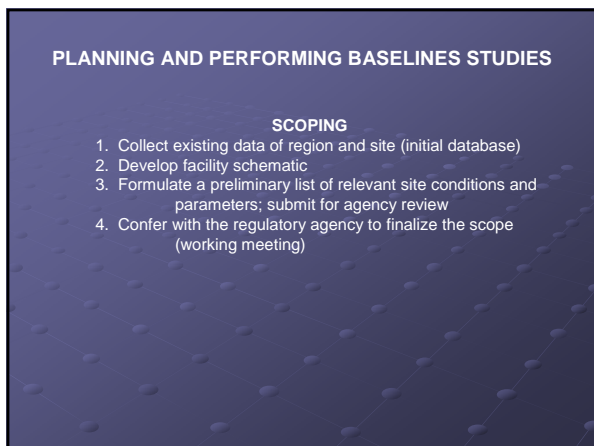 PLANNING AND PERFORMING BASELINES STUDIES
SCOPING
1. Collect existing data of region and site (initial database)
2. Develop facility schematic
3. Formulate a preliminary list of relevant site conditions and
parameters; submit for agency review
4. Confer with the regulatory agency to finalize the scope
(working meeting)